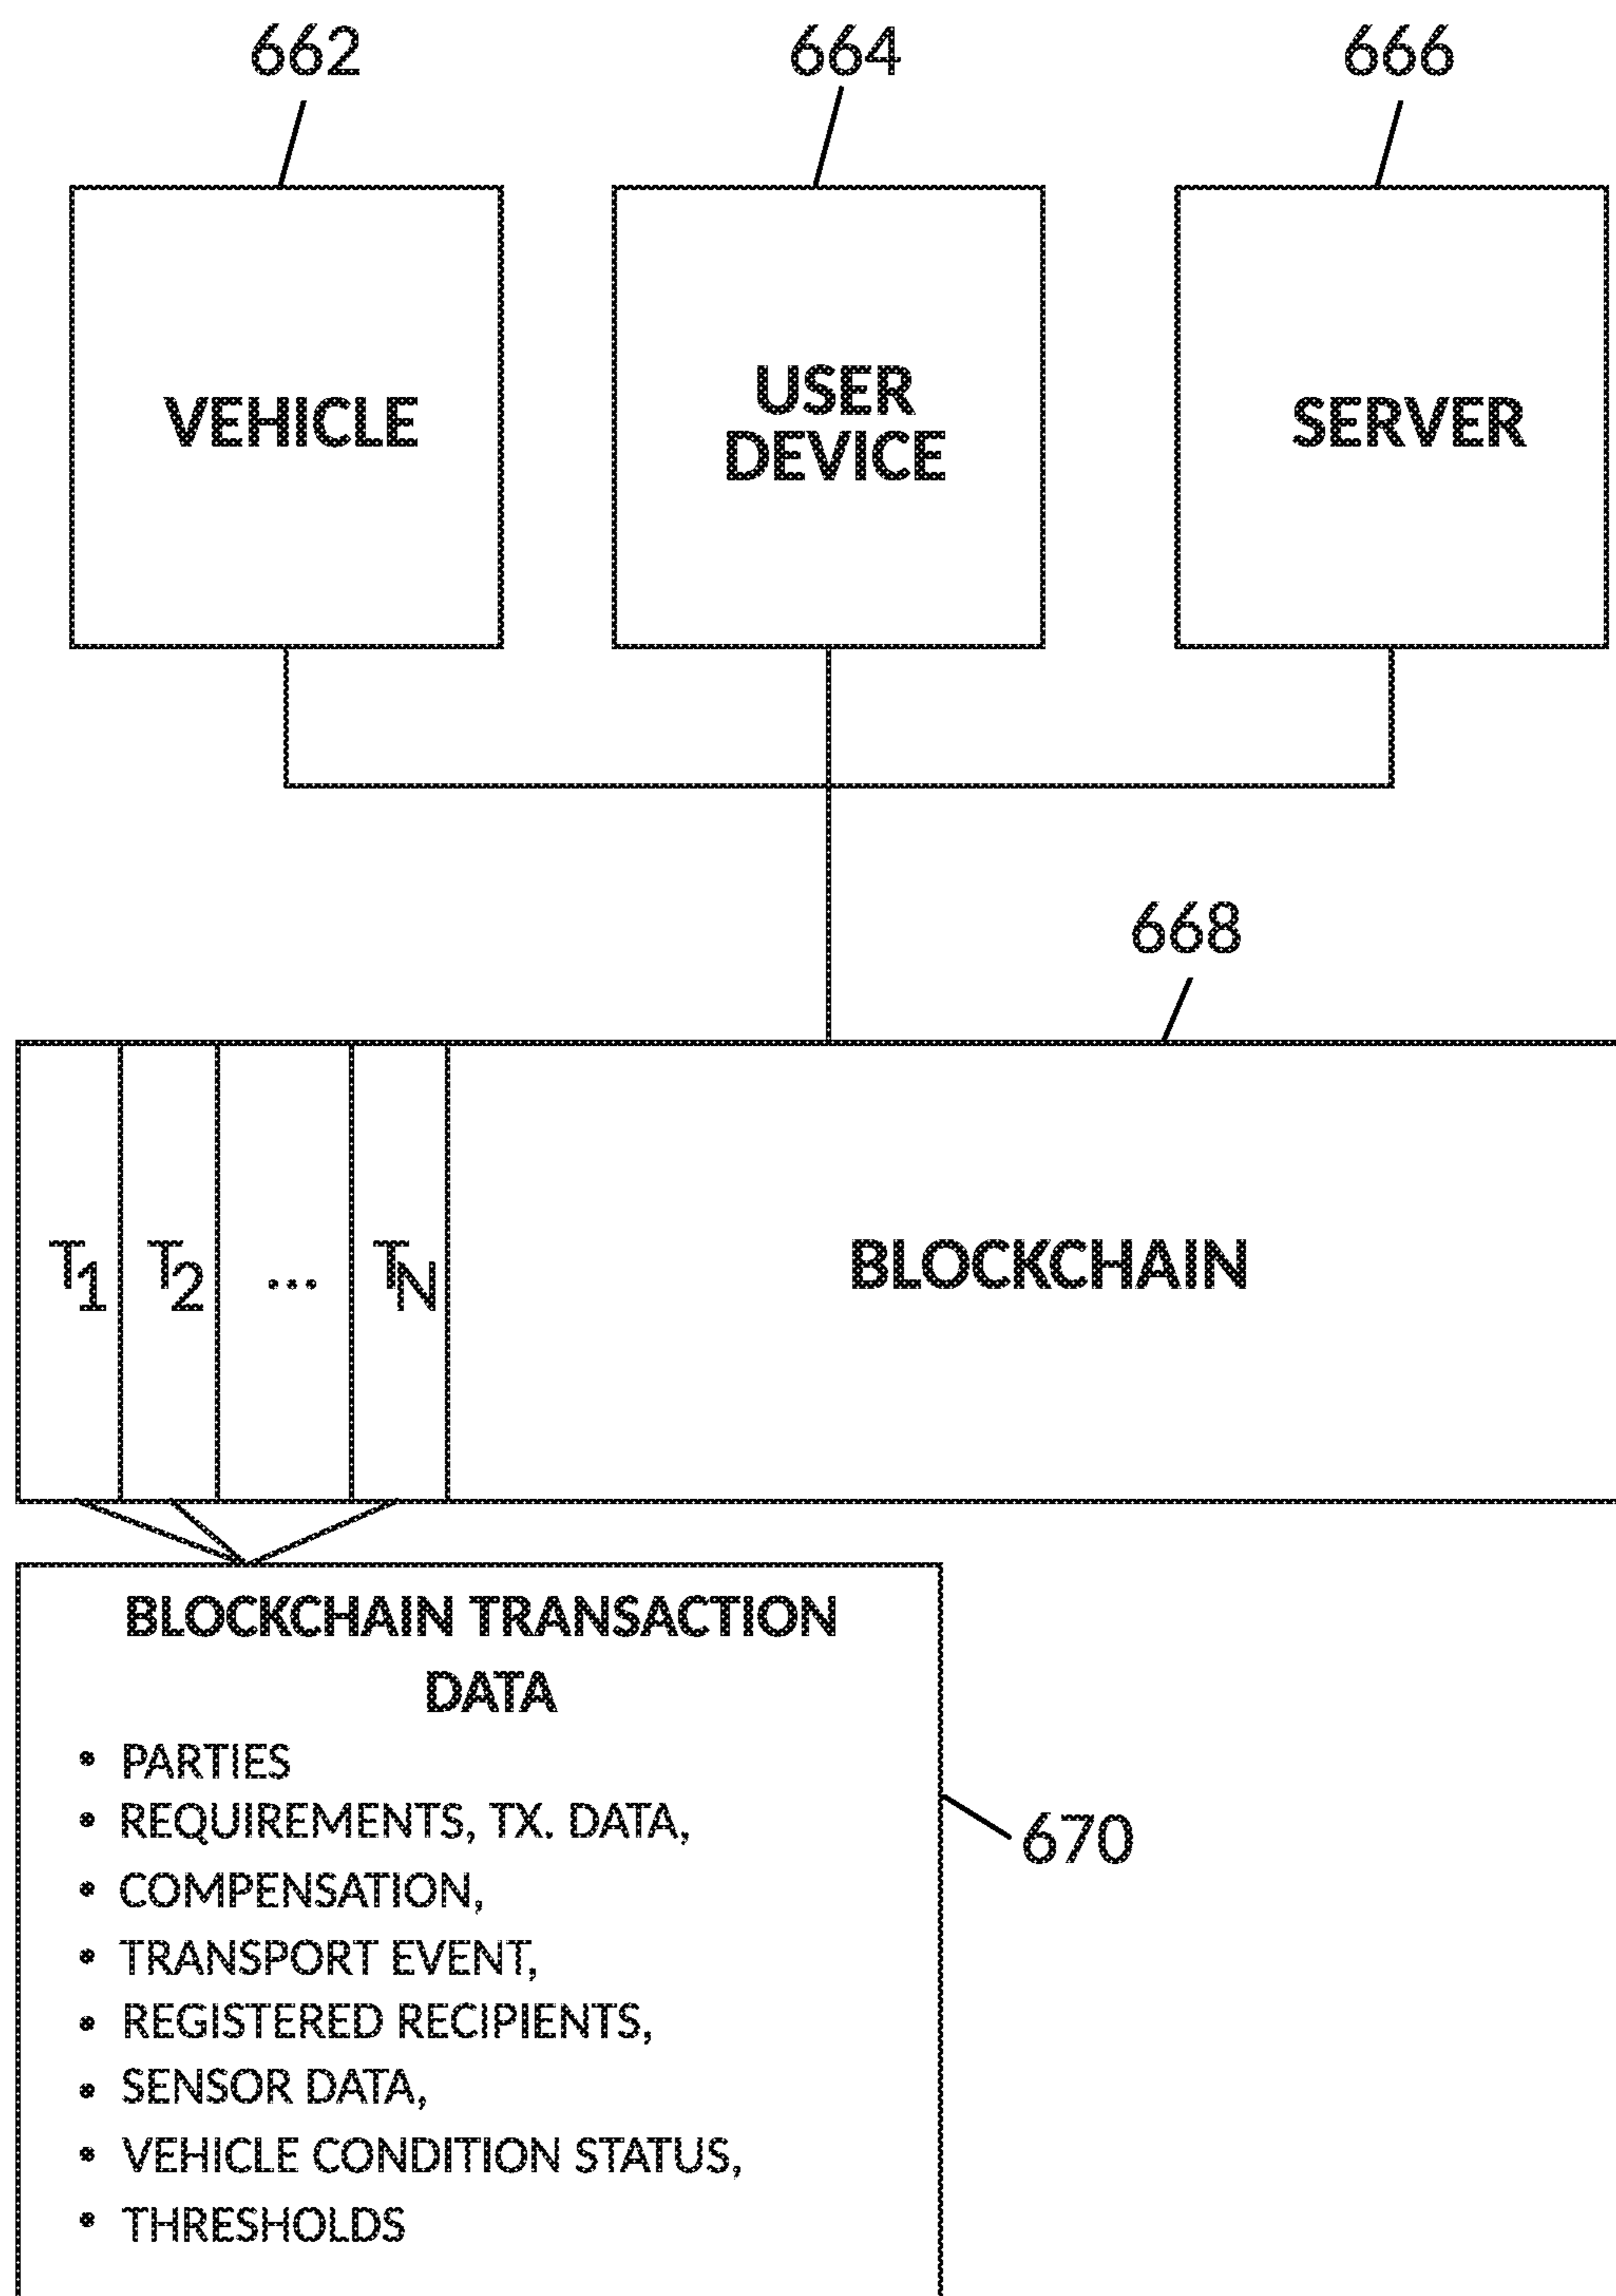 662 664 666
VEHICLE
USER
DEVICE
SERVER
668
T1 T2 ... TN
BLOCKCHAIN
BLOCKCHAIN TRANSACTION
DATA
• PARTIES
• REQUIREMENTS, TX. DATA,
• COMPENSATION,
• TRANSPORT EVENT,
• REGISTERED RECIPIENTS,
• SENSOR DATA,
• VEHICLE CONDITION STATUS,
• THRESHOLDS
670